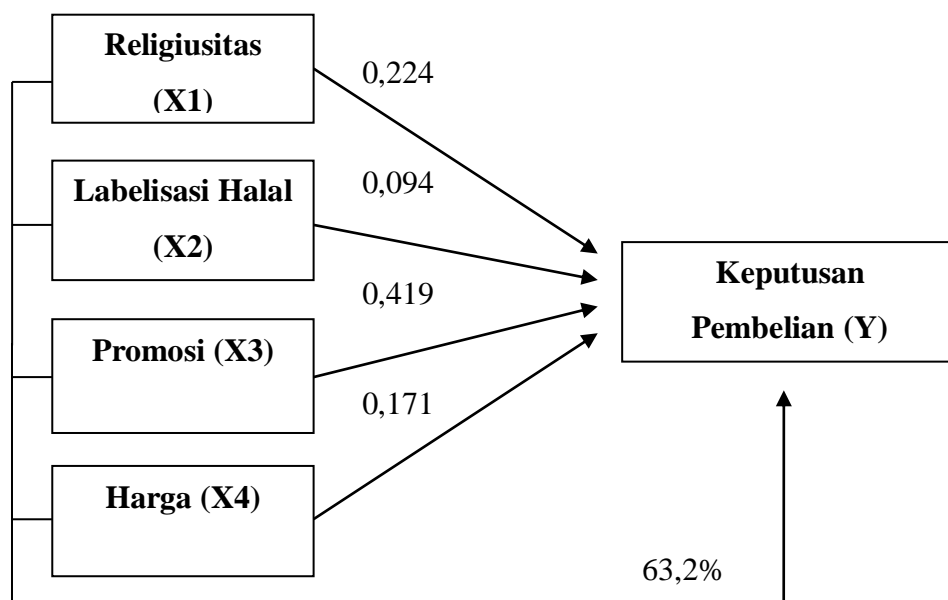 Religiusitas
(X1)
0,224
Labelisasi Halal
(X2)
0,094
Promosi (X3)
0,419
Harga (X4)
0,171
Keputusan
Pembelian (Y)
63,2%